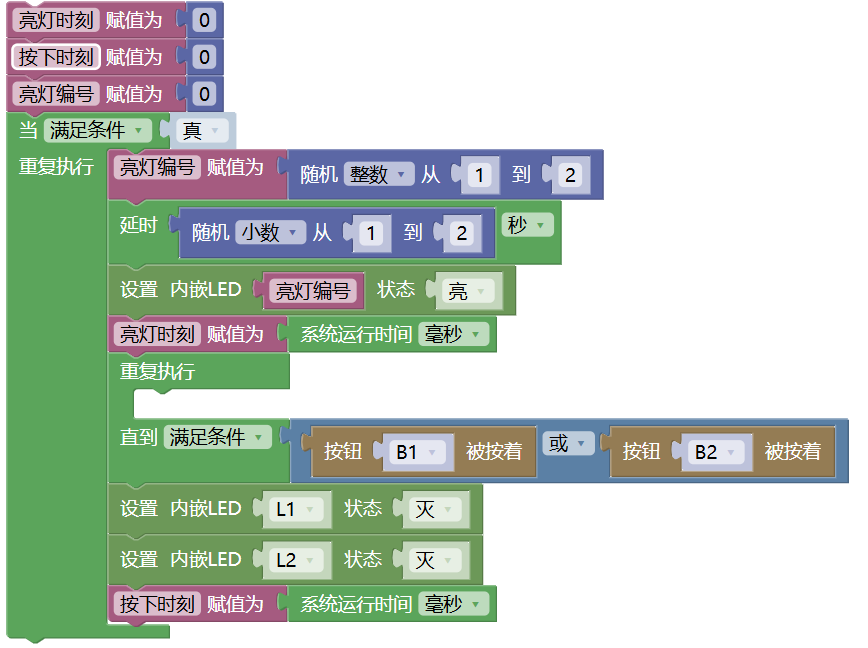 亮灯时刻 赋值为 0
按下时刻 赋值为 0
亮灯编号 赋值为 0
当 满足条件 真
重复执行 亮灯编号 赋值为 随机 整数 从 1 到 2
延时 随机 小数 从 1 到 2 秒
设置 内嵌LED 亮灯编号 状态 亮
亮灯时刻 赋值为 系统运行时间 毫秒
重复执行
直到 满足条件 按钮 B1 被按着 或 按钮 B2 被按着
设置 内嵌LED L1 状态 灭
设置 内嵌LED L2 状态 灭
按下时刻 赋值为 系统运行时间 毫秒